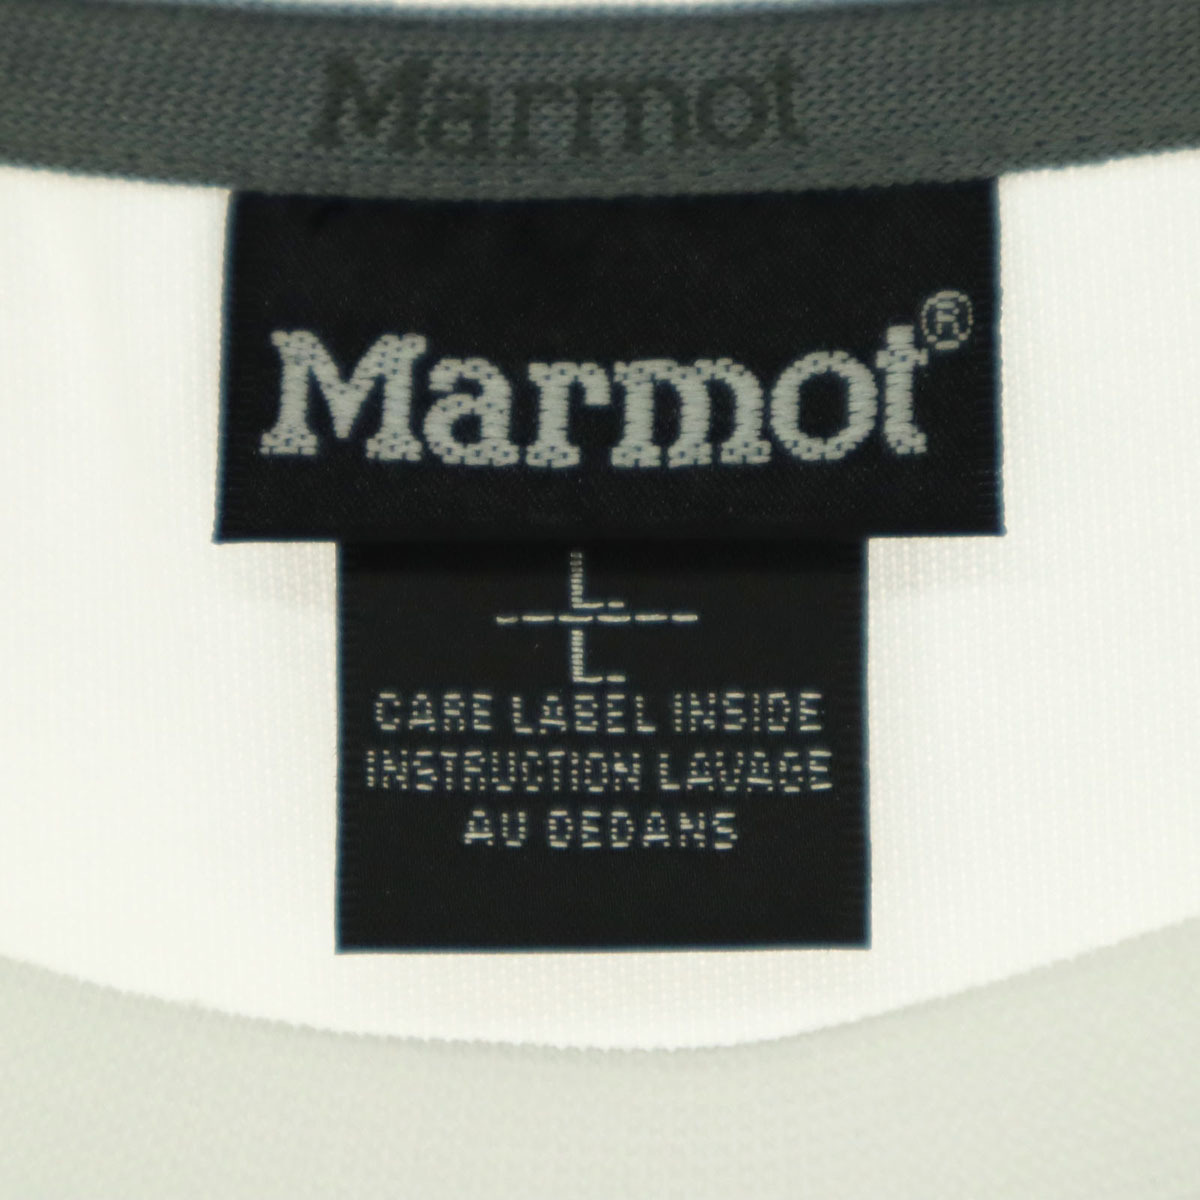 Marmot
Marmot®
L
L
CARE LABEL INSIDE
INSTRUCTION LAVAGE
AU DEDANS